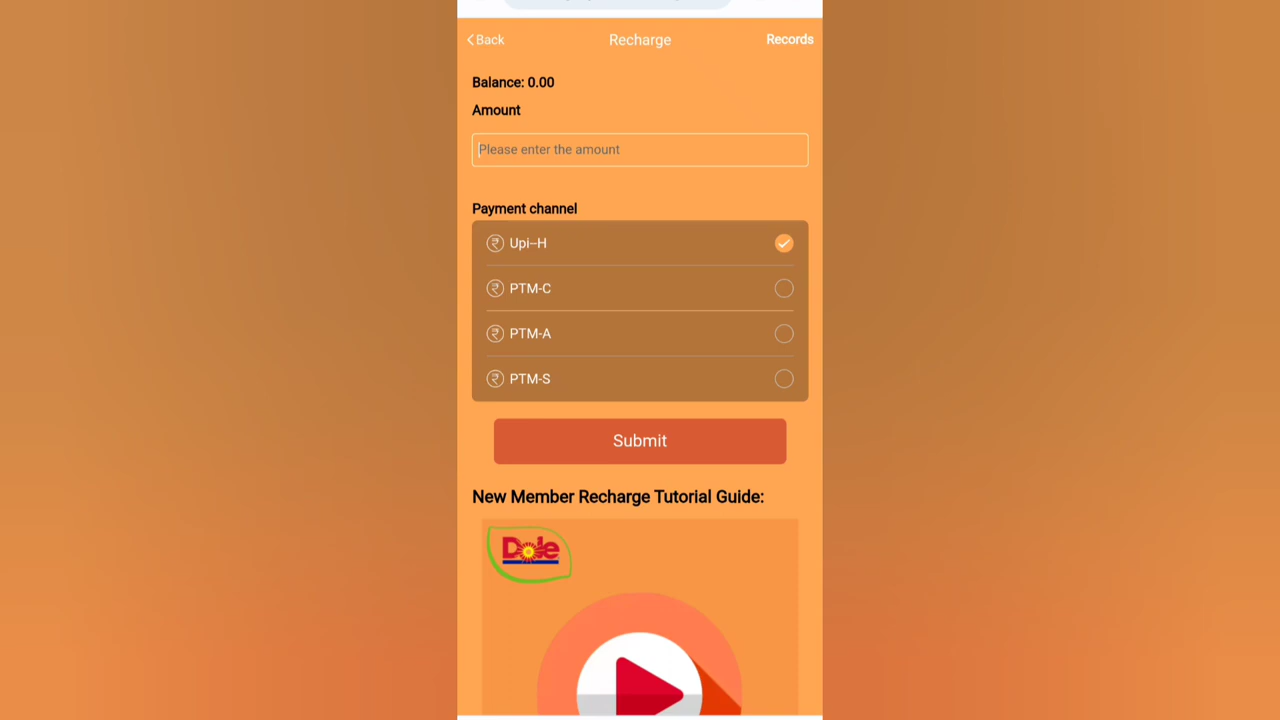 Back
Recharge
Records
Balance: 0.00
Amount
Please enter the amount
Payment channel
Upi–H
PTM-C
PTM-A
PTM-S
Submit
New Member Recharge Tutorial Guide:
Dole